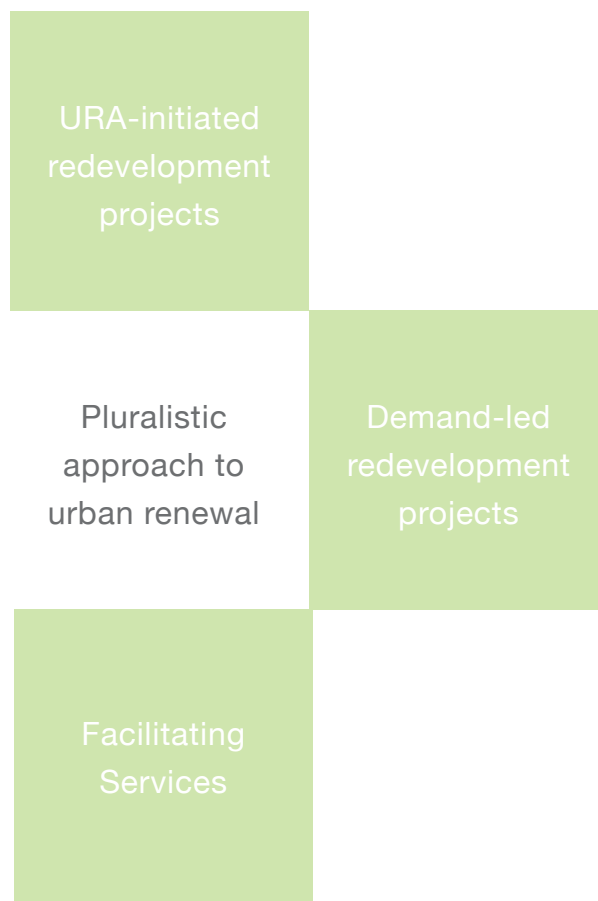 URA-initiated
redevelopment
projects
Pluralistic
approach to
urban renewal
Demand-led
redevelopment
projects
Facilitating
Services